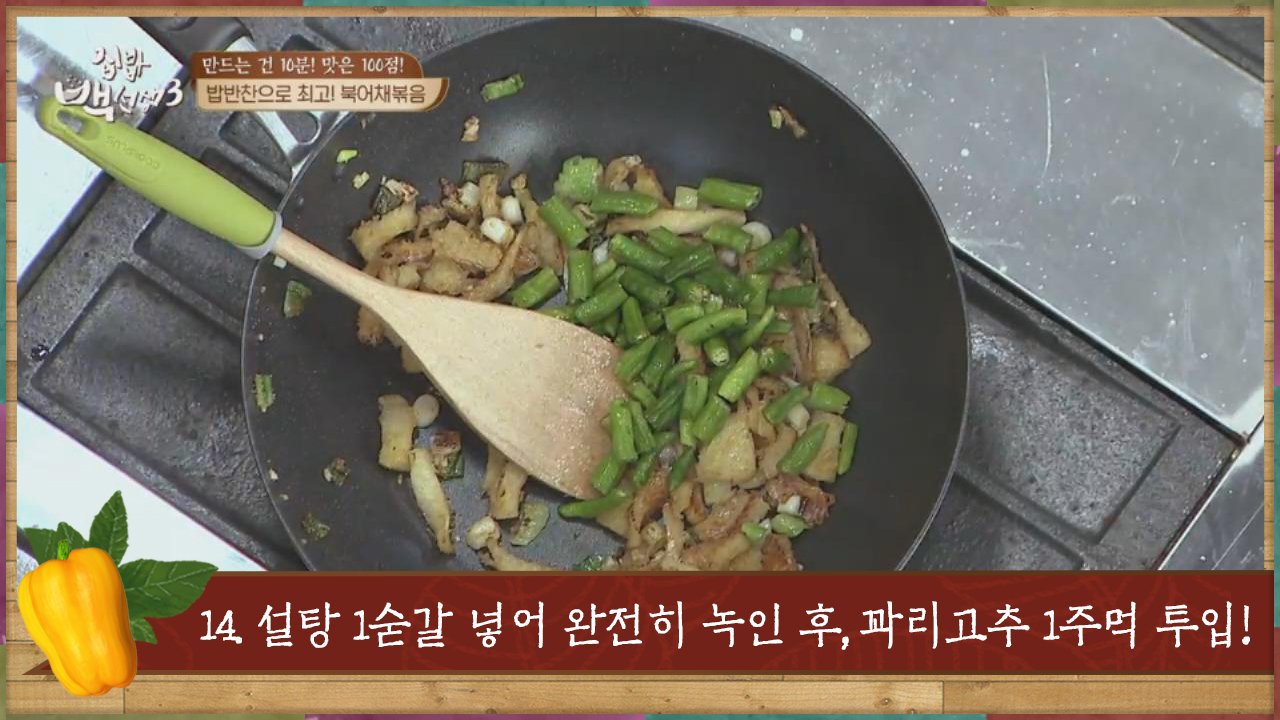 집밥
백선생3
만드는 건 10분! 맛은 100점!
밥반찬으로 최고! 북어채볶음
14. 설탕 1숟갈 넣어 완전히 녹인 후, 꽈리고추 1주먹 투입!